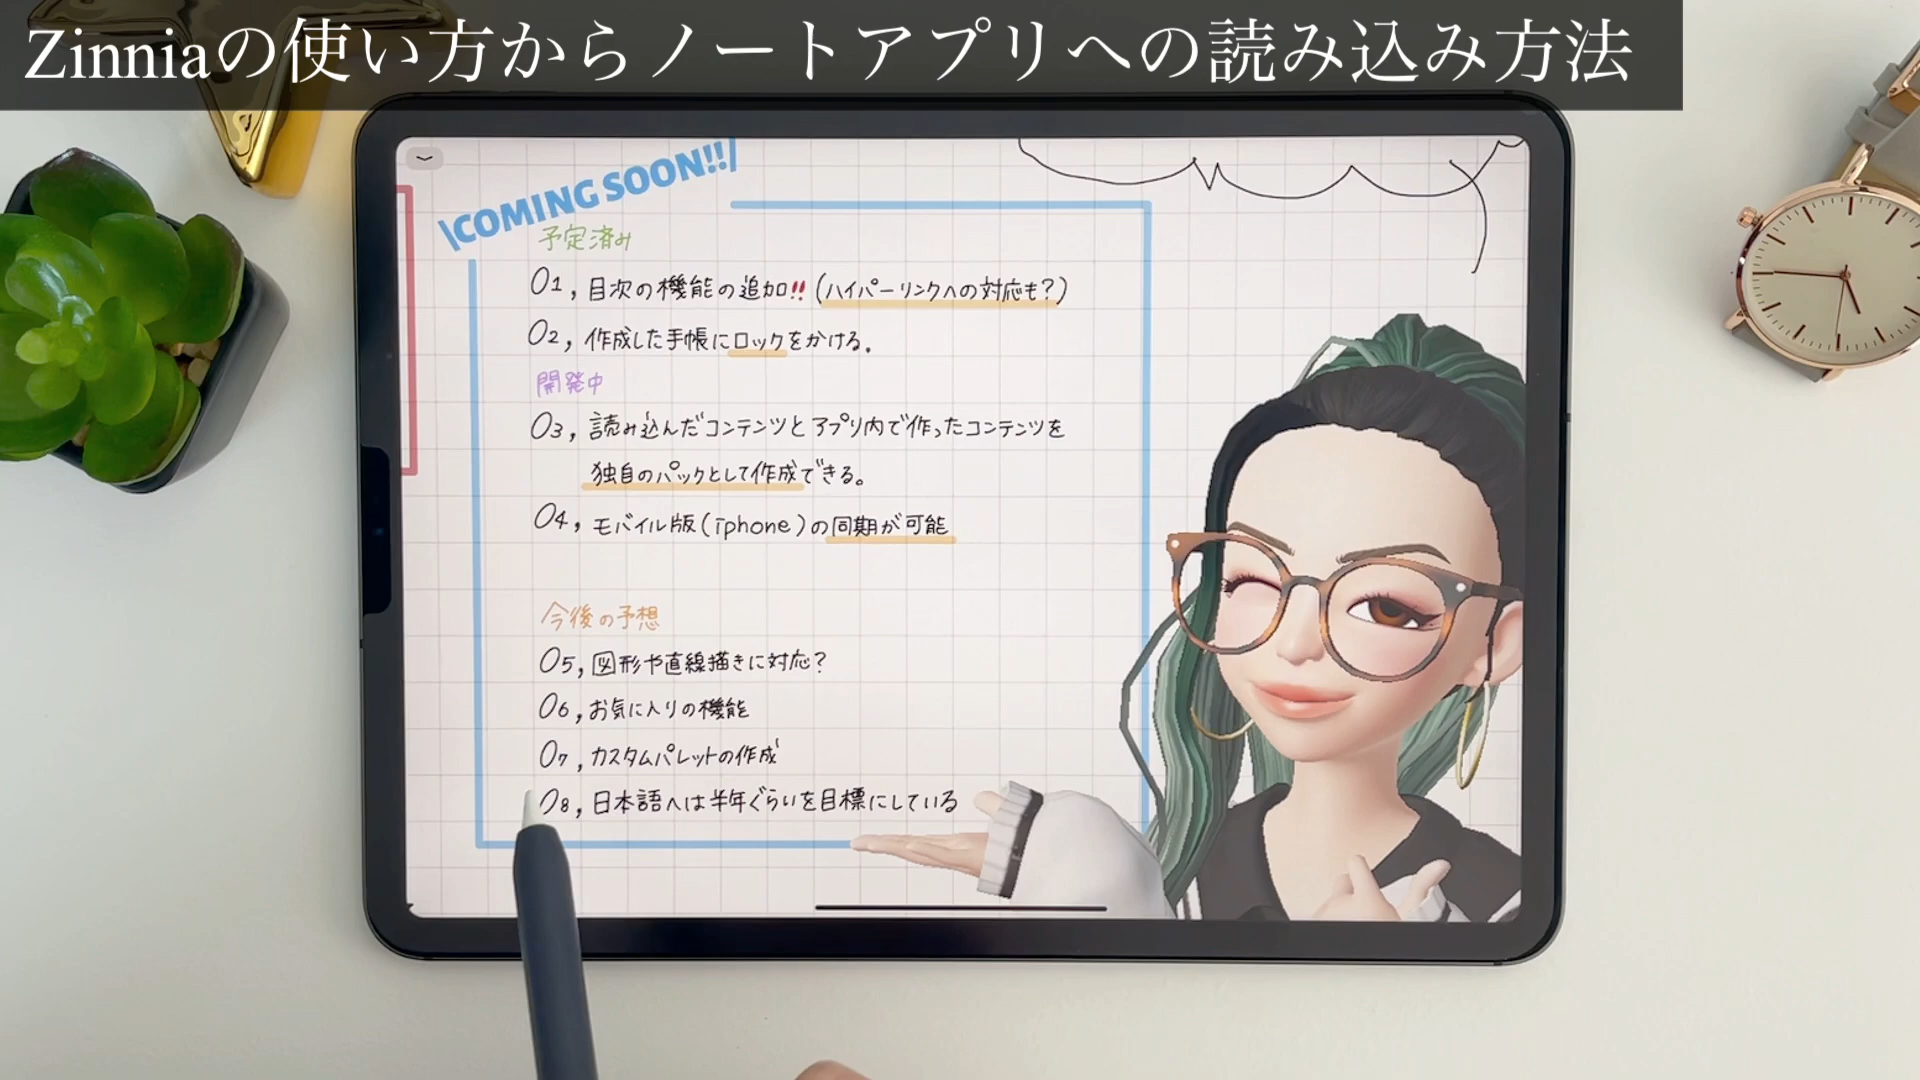 Zinniaの使い方からノートアプリへの読み込み方法
\COMING SOON!!/
予定済み
01, 目次の機能の追加!! (ハイパーリンクへの対応も?)
02, 作成した手帳にロックをかける.
開発中
03, 読み込んだコンテンツとアプリ内で作ったコンテンツを
独自のパックとして作成できる。
04, モバイル版(iphone)の同期が可能
今後の予想
05, 図形や直線描きに対応?
06, お気に入りの機能
07, カスタムパレットの作成
08, 日本語へは半年ぐらいを目標にしている